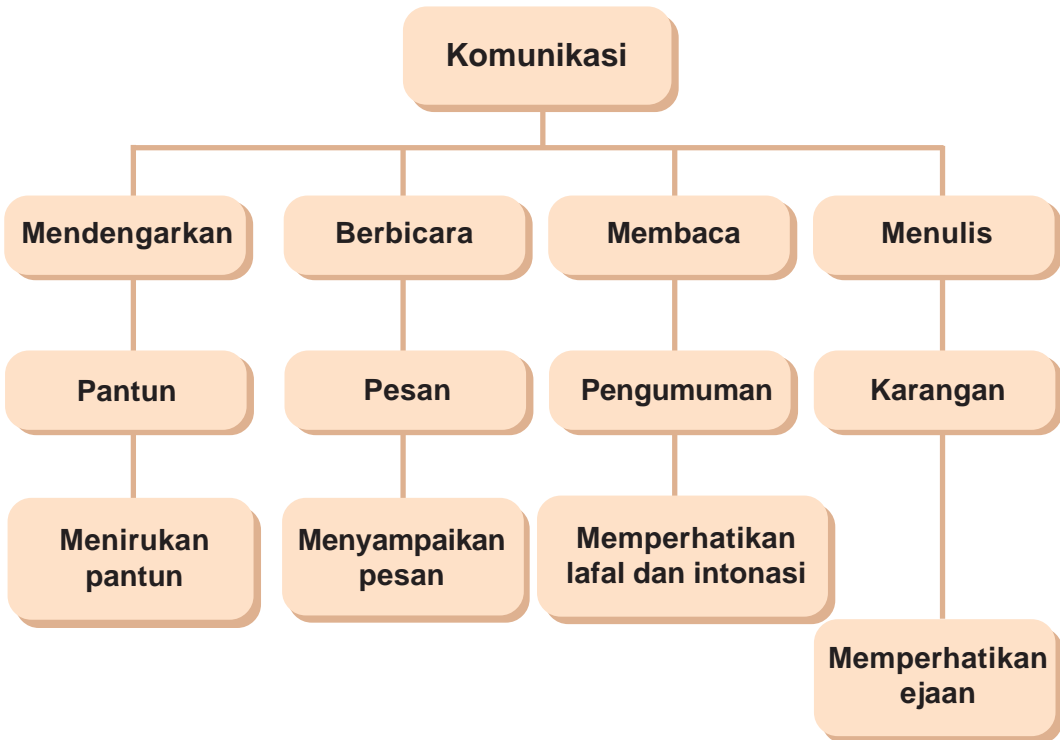 Komunikasi
Mendengarkan
Berbicara
Membaca
Menulis
Pantun
Pesan
Pengumuman
Karangan
Menirukan
pantun
Menyampaikan
pesan
Memperhatikan
lafal dan intonasi
Memperhatikan
ejaan